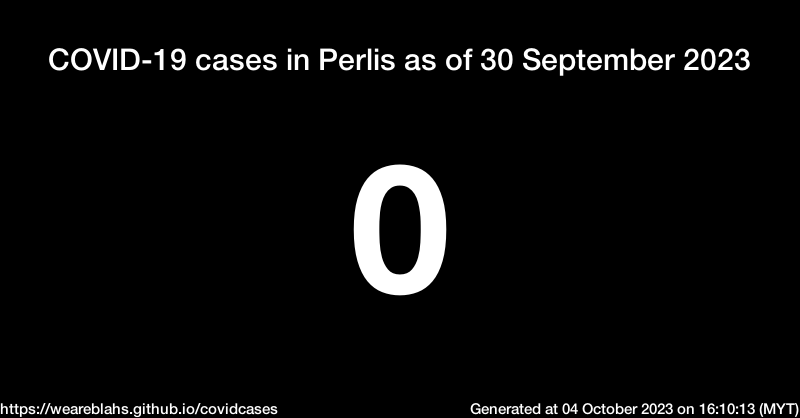 COVID-19 cases in Perlis as of 30 September 2023
0
https://weareblahs.github.io/covidcases
Generated at 04 October 2023 on 16:10:13 (MYT)